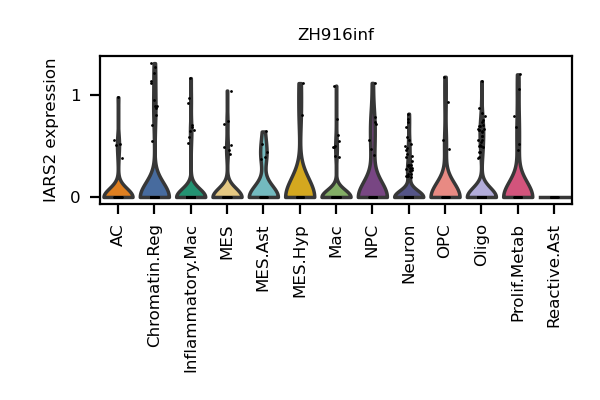 ZH916inf
IARS2 expression
1
0
AC
Chromatin.Reg
Inflammatory.Mac
MES
MES.Ast
MES.Hyp
Mac
NPC
Neuron
OPC
Oligo
Prolif.Metab
Reactive.Ast